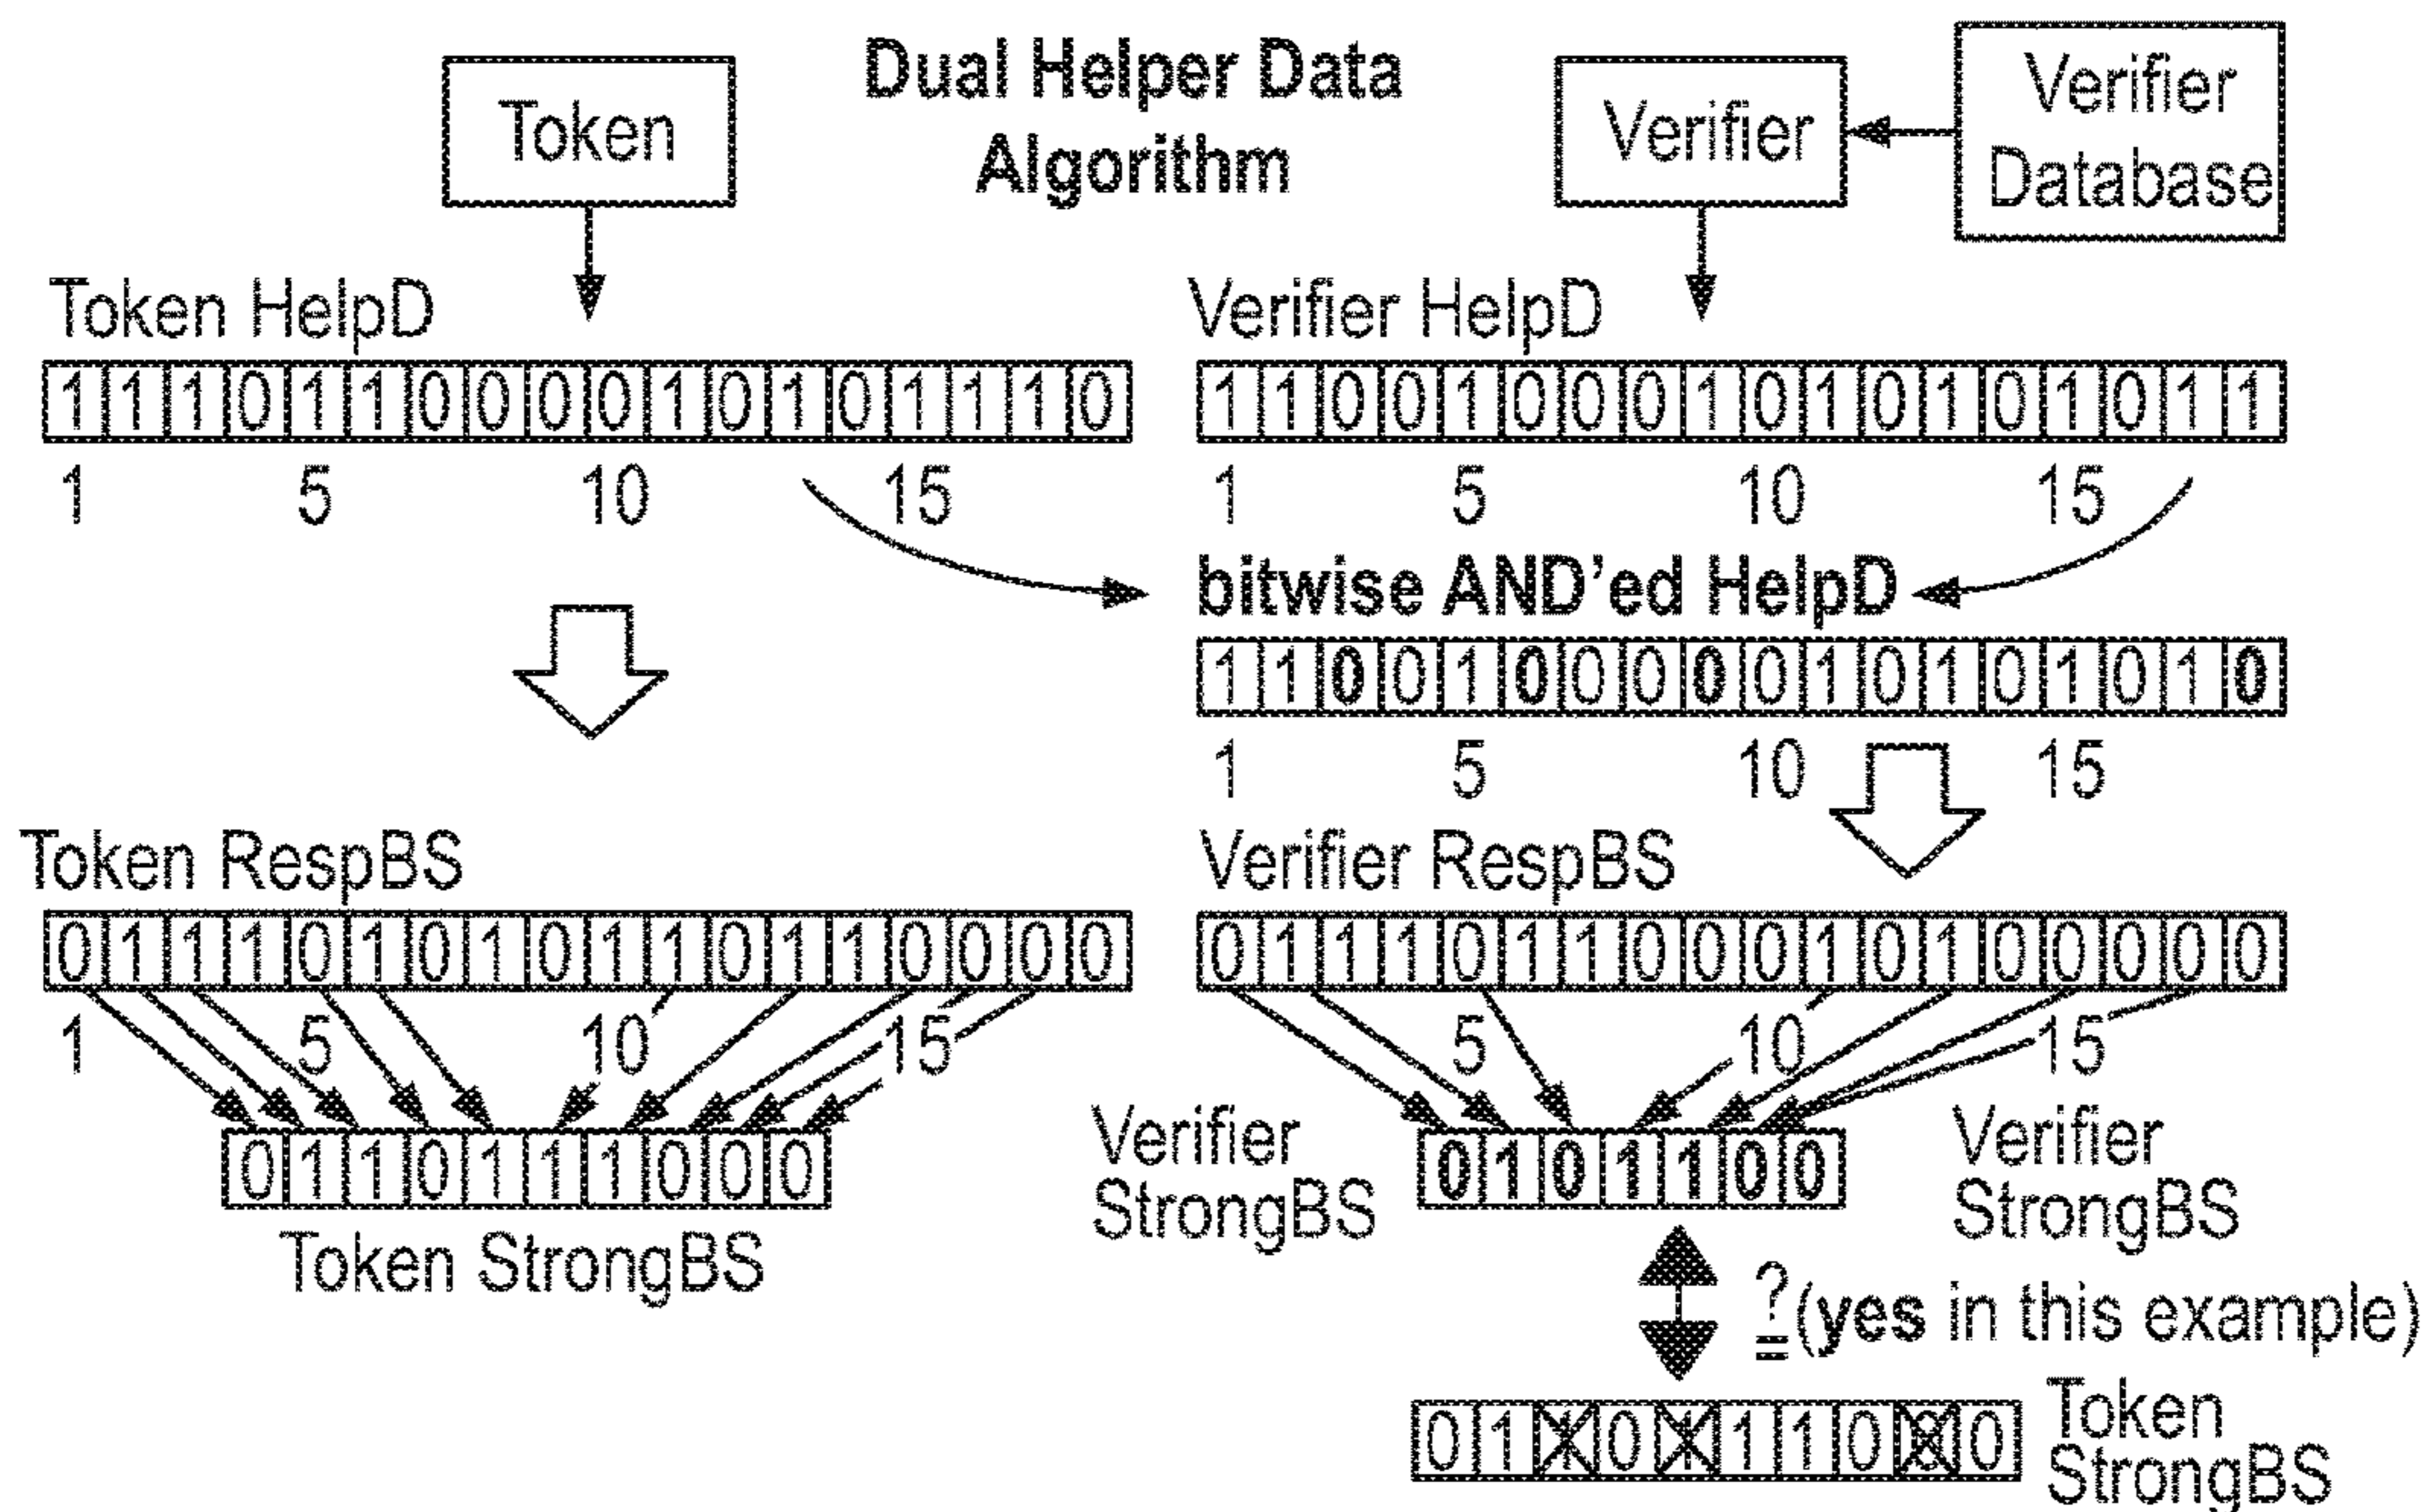 Dual Helper Data
Algorithm
Token
Verifier
Verifier
Database
Token HelpD
1 1 1 0 1 1 0 0 0 0 1 0 1 0 1 1 1 0
1 5 10 15
Verifier HelpD
1 1 0 0 1 0 0 0 1 0 1 0 1 0 1 0 1 1
1 5 10 15
bitwise AND'ed HelpD
1 1 0 0 1 0 0 0 0 0 1 0 1 0 1 0 1 0
1 5 10 15
Token RespBS
0 1 1 1 0 1 0 1 0 1 1 0 1 1 0 0 0 0
1 5 10 15
0 1 1 0 1 1 1 0 0 0
Token StrongBS
Verifier RespBS
0 1 1 1 0 1 1 0 0 0 1 0 1 0 0 0 0 0
5 10 15
Verifier
StrongBS
0 1 0 1 1 0 0
Verifier
StrongBS
? = (yes in this example)
0 1 1 0 1 1 1 0 0 0
Token
StrongBS